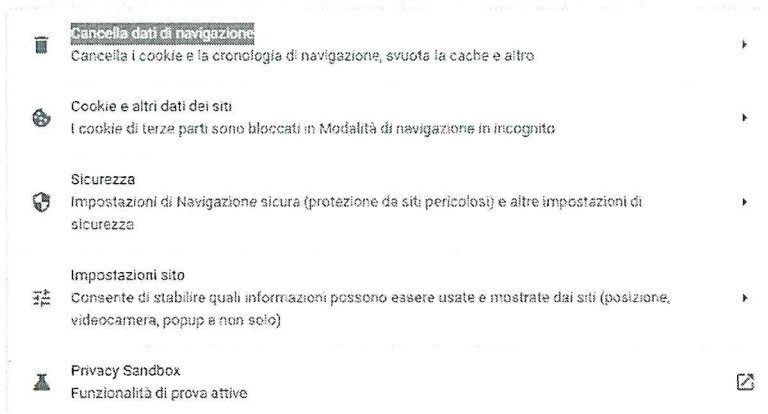 Cancella dati di navigazione
Cancella i cookie e la cronologia di navigazione, svuota la cache e altro
Cookie e altri dati dei siti
I cookie di terze parti sono bloccati in Modalità di navigazione in incognito
Sicurezza
Impostazioni di Navigazione sicura (protezione da siti pericolosi) e altre impostazioni di
sicurezza
Impostazioni sito
Consente di stabilire quali informazioni possono essere usate e mostrate dai siti (posizione,
videocamera, popup e non solo)
Privacy Sandbox
Funzionalità di prova attive